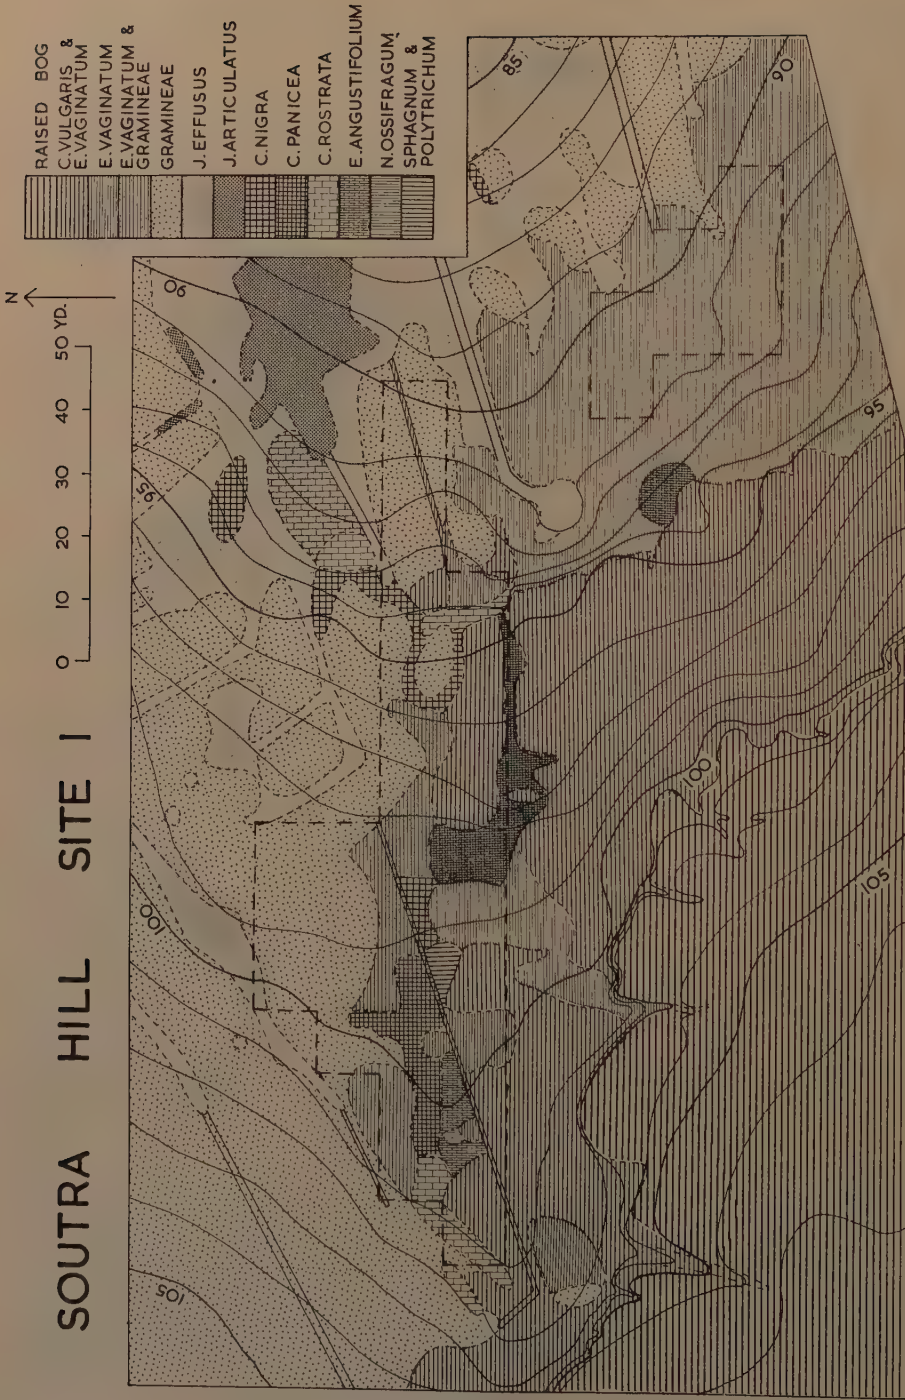 SOUTRA HILL SITE I
0 10 20 30 40 50 YD.
N
RAISED BOG
C.VULGARIS &
E.VAGINATUM
E.VAGINATUM
E.VAGINATUM &
GRAMINEAE
GRAMINEAE
J.EFFUSUS
J.ARTICULATUS
C.NIGRA
C.PANICEA
C.ROSTRATA
E.ANGUSTIFOLIUM
N.OSSIFRAGUM
SPHAGNUM &
POLYTRICHUM
105
100
95
90
85
90
95
100
105